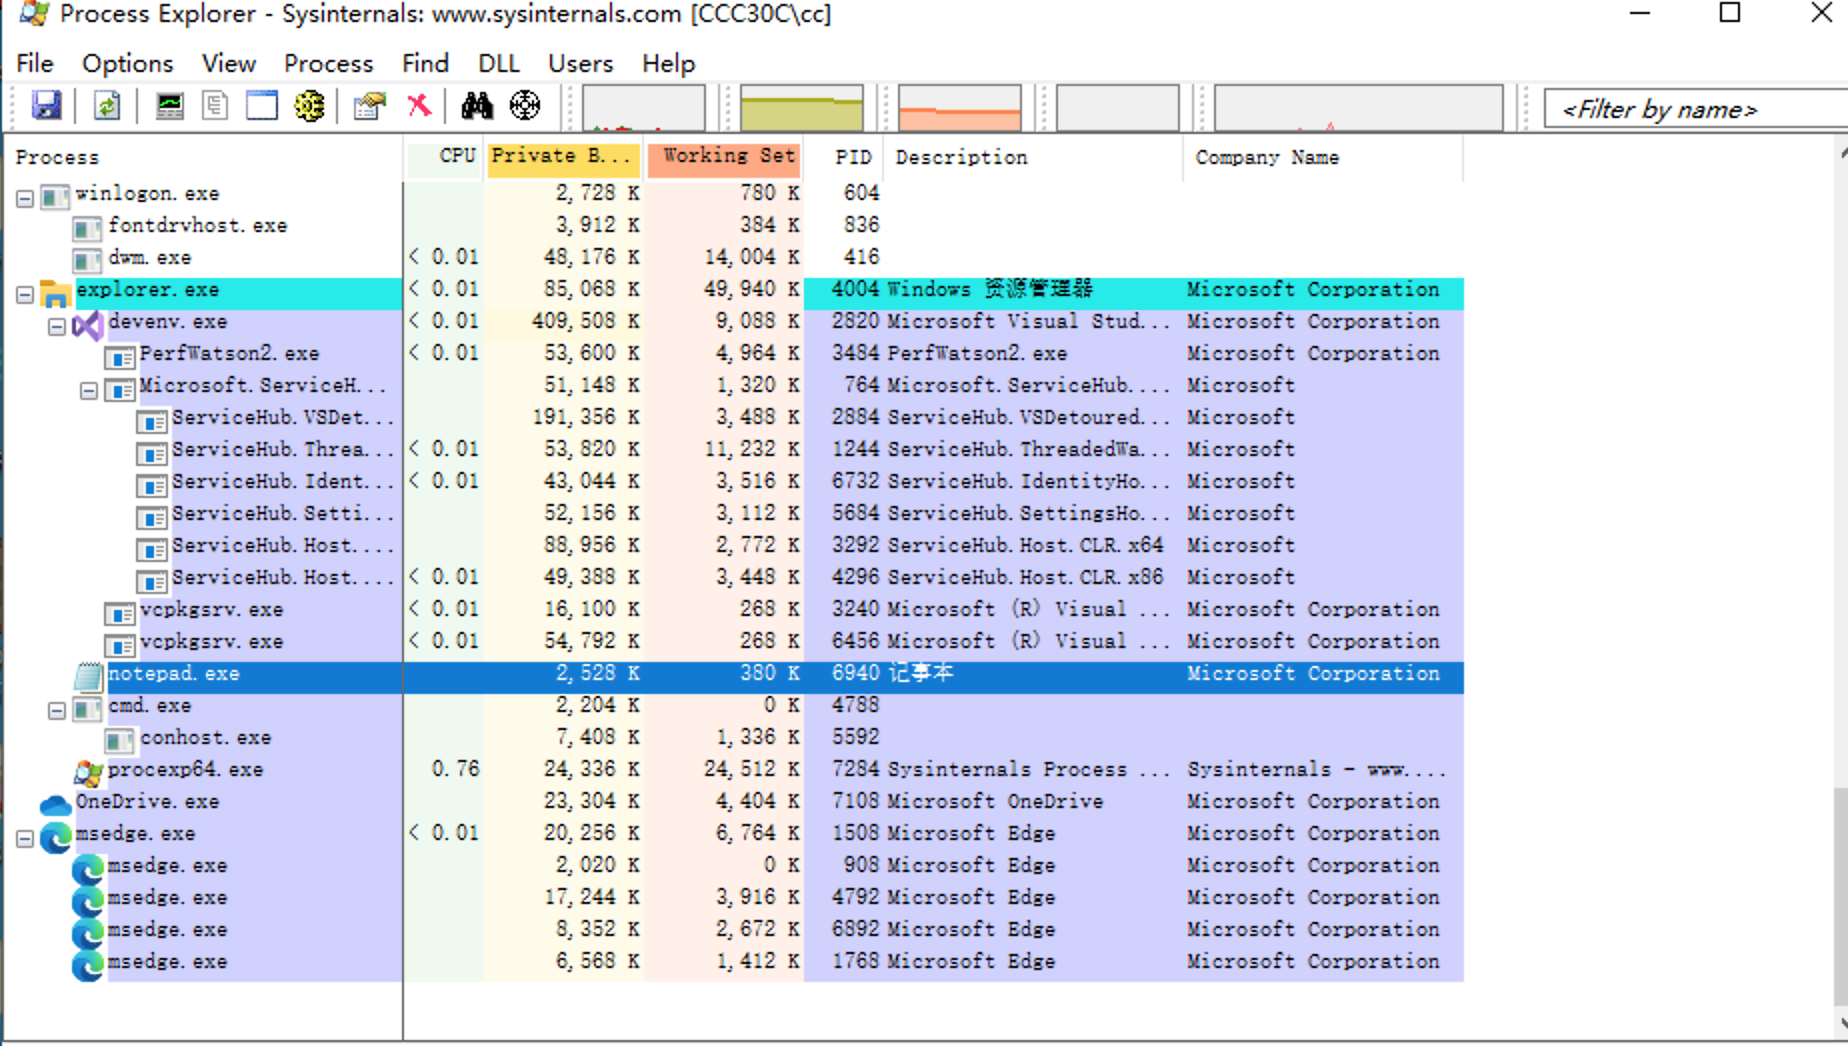 Process Explorer - Sysinternals: www.sysinternals.com [CCC30C\cc]
File Options View Process Find DLL Users Help
<Filter by name>
Process CPU Private B... Working Set PID Description Company Name
winlogon.exe 2,728 K 780 K 604
fontdrvhost.exe 3,912 K 384 K 836
dwm.exe < 0.01 48,176 K 14,004 K 416
explorer.exe < 0.01 85,068 K 49,940 K 4004 Windows 资源管理器 Microsoft Corporation
devenv.exe < 0.01 409,508 K 9,088 K 2820 Microsoft Visual Stud... Microsoft Corporation
PerfWatson2.exe < 0.01 53,600 K 4,964 K 3484 PerfWatson2.exe Microsoft Corporation
Microsoft.ServiceH... 51,148 K 1,320 K 764 Microsoft.ServiceHub.... Microsoft
ServiceHub.VSDet... 191,356 K 3,488 K 2884 ServiceHub.VSDetoured... Microsoft
ServiceHub.Threa... < 0.01 53,820 K 11,232 K 1244 ServiceHub.ThreadedWa... Microsoft
ServiceHub.Ident... < 0.01 43,044 K 3,516 K 6732 ServiceHub.IdentityHo... Microsoft
ServiceHub.Setti... 52,156 K 3,112 K 5684 ServiceHub.SettingsHo... Microsoft
ServiceHub.Host.... 88,956 K 2,772 K 3292 ServiceHub.Host.CLR.x64 Microsoft
ServiceHub.Host.... < 0.01 49,388 K 3,448 K 4296 ServiceHub.Host.CLR.x86 Microsoft
vcpkgsrv.exe < 0.01 16,100 K 268 K 3240 Microsoft (R) Visual ... Microsoft Corporation
vcpkgsrv.exe < 0.01 54,792 K 268 K 6456 Microsoft (R) Visual ... Microsoft Corporation
notepad.exe 2,528 K 380 K 6940 记事本 Microsoft Corporation
cmd.exe 2,204 K 0 K 4788
conhost.exe 7,408 K 1,336 K 5592
procexp64.exe 0.76 24,336 K 24,512 K 7284 Sysinternals Process ... Sysinternals - www....
OneDrive.exe 23,304 K 4,404 K 7108 Microsoft OneDrive Microsoft Corporation
msedge.exe < 0.01 20,256 K 6,764 K 1508 Microsoft Edge Microsoft Corporation
msedge.exe 2,020 K 0 K 908 Microsoft Edge Microsoft Corporation
msedge.exe 17,244 K 3,916 K 4792 Microsoft Edge Microsoft Corporation
msedge.exe 8,352 K 2,672 K 6892 Microsoft Edge Microsoft Corporation
msedge.exe 6,568 K 1,412 K 1768 Microsoft Edge Microsoft Corporation